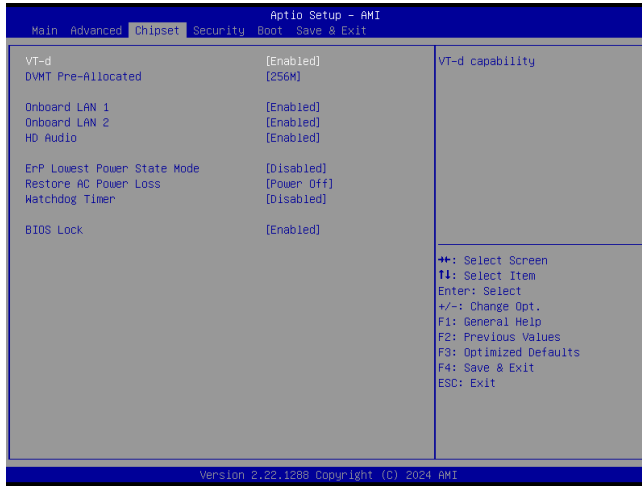 Aptio Setup - AMI
Main Advanced Chipset Security Boot Save & Exit
VT-d [Enabled] VT-d capability
DVMT Pre-Allocated [256M]
Onboard LAN 1 [Enabled]
Onboard LAN 2 [Enabled]
HD Audio [Enabled]
ErP Lowest Power State Mode [Disabled]
Restore AC Power Loss [Power Off]
Watchdog Timer [Disabled]
BIOS Lock [Enabled]
→←: Select Screen
↑↓: Select Item
Enter: Select
+/-: Change Opt.
F1: General Help
F2: Previous Values
F3: Optimized Defaults
F4: Save & Exit
ESC: Exit
Version 2.22.1288 Copyright (C) 2024 AMI